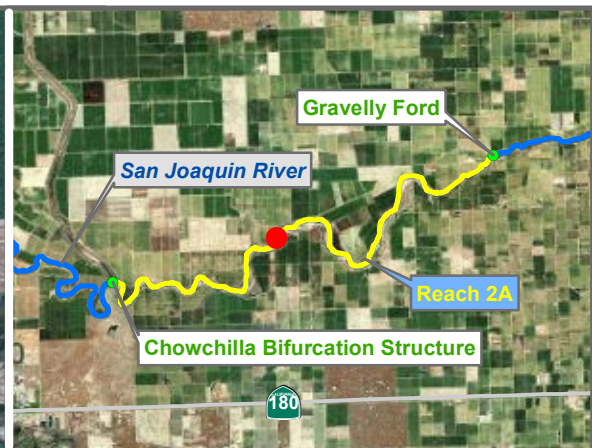 Gravelly Ford
San Joaquin River
Reach 2A
Chowchilla Bifurcation Structure
180